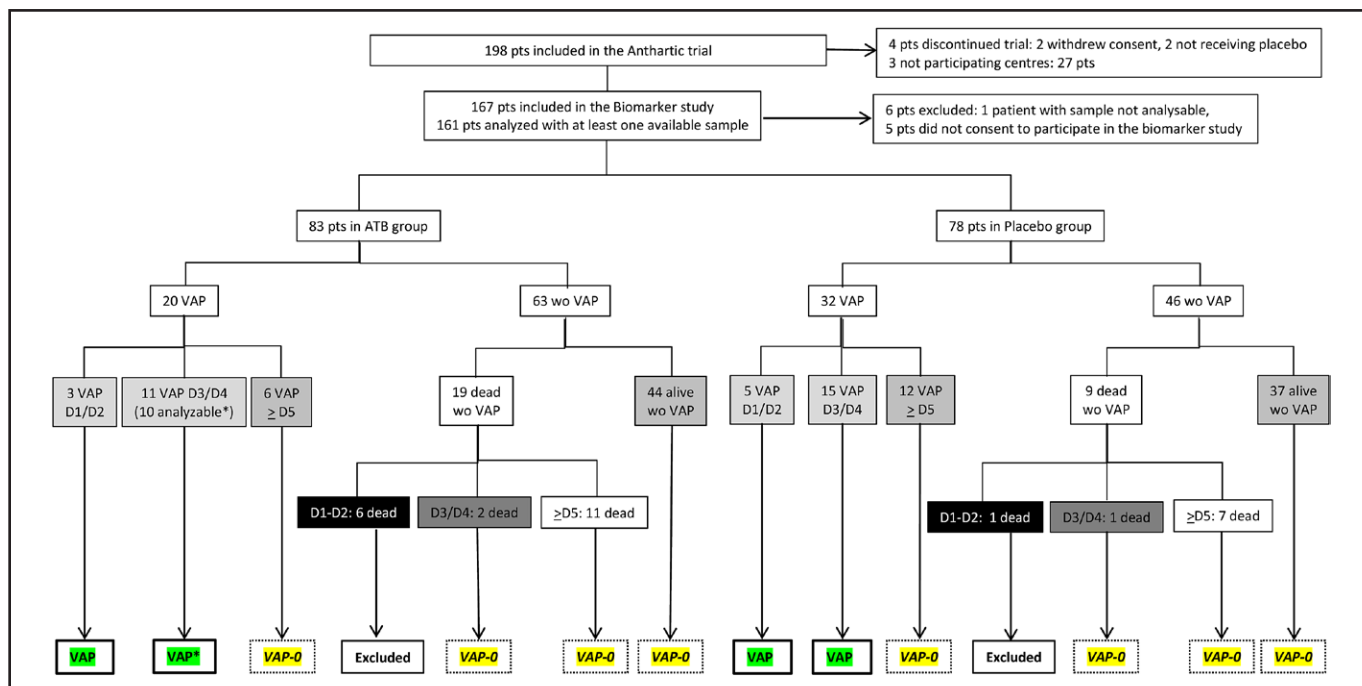 198 pts included in the Anthartic trial
4 pts discontinued trial: 2 withdrew consent, 2 not receiving placebo
3 not participating centres: 27 pts
167 pts included in the Biomarker study
161 pts analyzed with at least one available sample
6 pts excluded: 1 patient with sample not analysable,
5 pts did not consent to participate in the biomarker study
83 pts in ATB group
78 pts in Placebo group
20 VAP
63 wo VAP
32 VAP
46 wo VAP
3 VAP
D1/D2
11 VAP D3/D4
(10 analyzable*)
6 VAP
≥ D5
19 dead
wo VAP
44 alive
wo VAP
5 VAP
D1/D2
15 VAP
D3/D4
12 VAP
≥ D5
9 dead
wo VAP
37 alive
wo VAP
D1-D2: 6 dead
D3/D4: 2 dead
≥D5: 11 dead
D1-D2: 1 dead
D3/D4: 1 dead
≥D5: 7 dead
VAP
VAP*
VAP-0
Excluded
VAP-0
VAP-0
VAP-0
VAP
VAP
VAP-0
Excluded
VAP-0
VAP-0
VAP-0